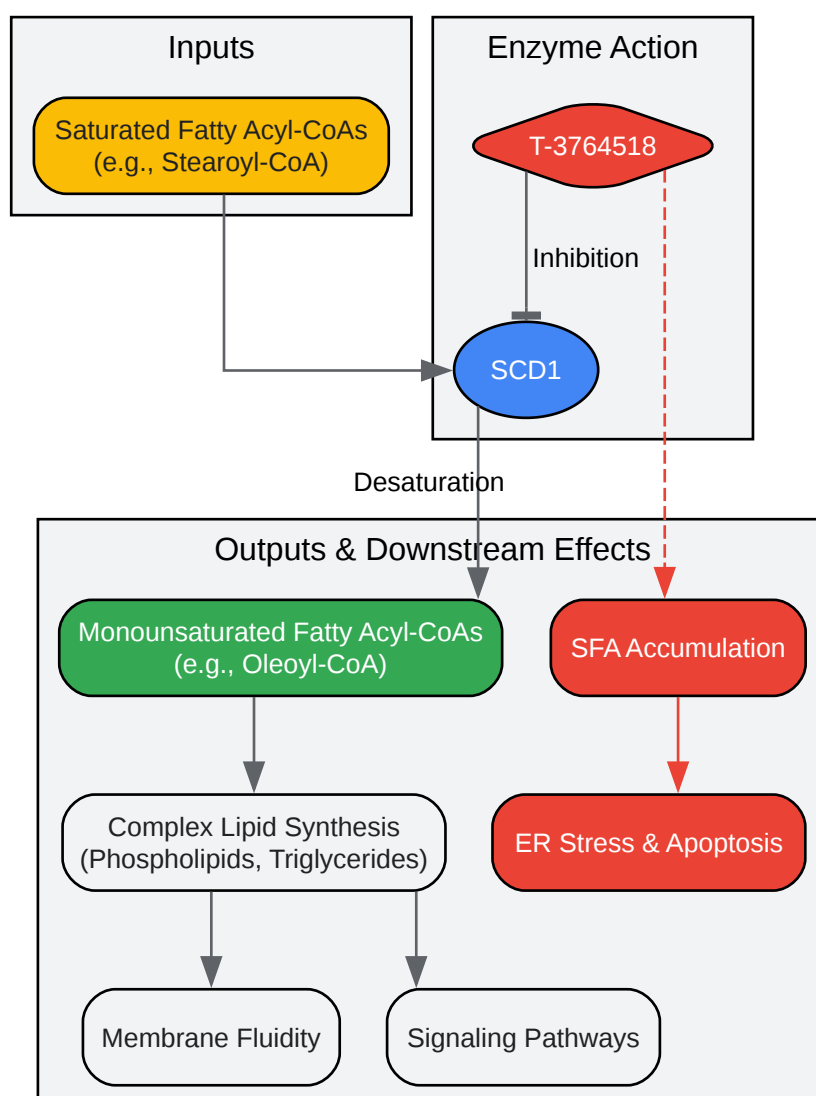 Inputs
Enzyme Action
Saturated Fatty Acyl-CoAs
(e.g., Stearoyl-CoA)
T-3764518
Inhibition
SCD1
Desaturation
Outputs & Downstream Effects
Monounsaturated Fatty Acyl-CoAs
(e.g., Oleoyl-CoA)
SFA Accumulation
Complex Lipid Synthesis
(Phospholipids, Triglycerides)
ER Stress & Apoptosis
Membrane Fluidity
Signaling Pathways